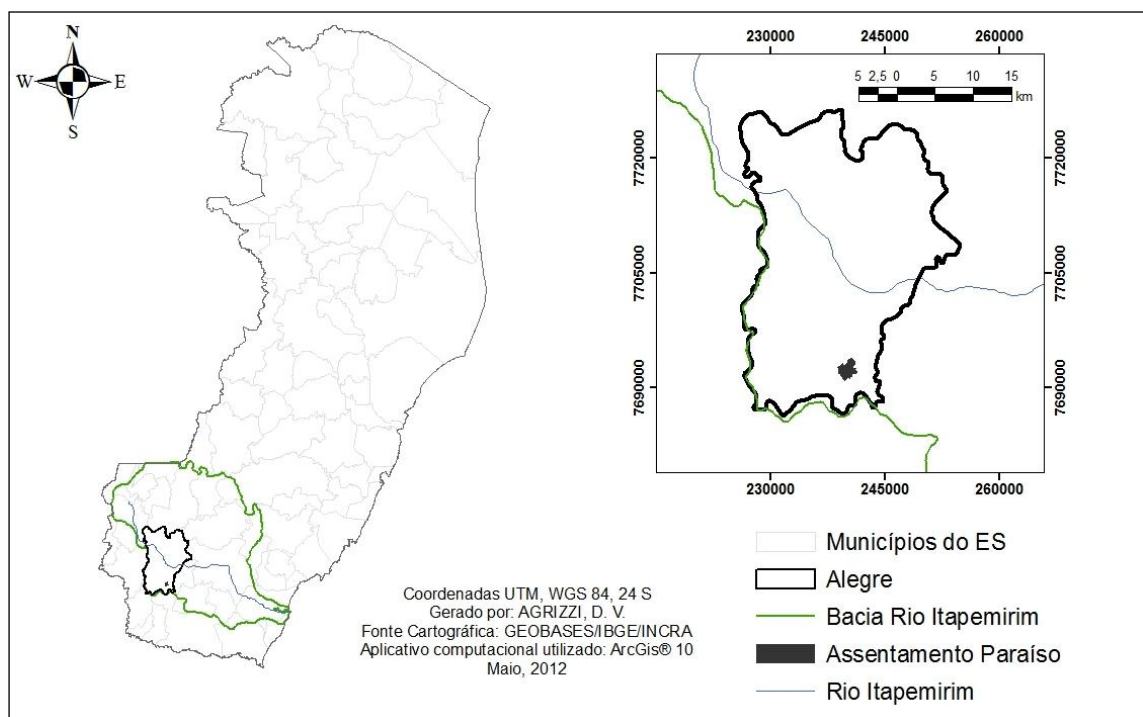 N
W E
S
230000 245000 260000
5 2,5 0 5 10 15
km
7720000 7720000
7705000 7705000
7690000 7690000
230000 245000 260000
Coordenadas UTM, WGS 84, 24 S
Gerado por: AGRIZZI, D. V.
Fonte Cartográfica: GEOBASES/IBGE/INCRA
Aplicativo computacional utilizado: ArcGis® 10
Maio, 2012
Municípios do ES
Alegre
Bacia Rio Itapemirim
Assentamento Paraíso
Rio Itapemirim